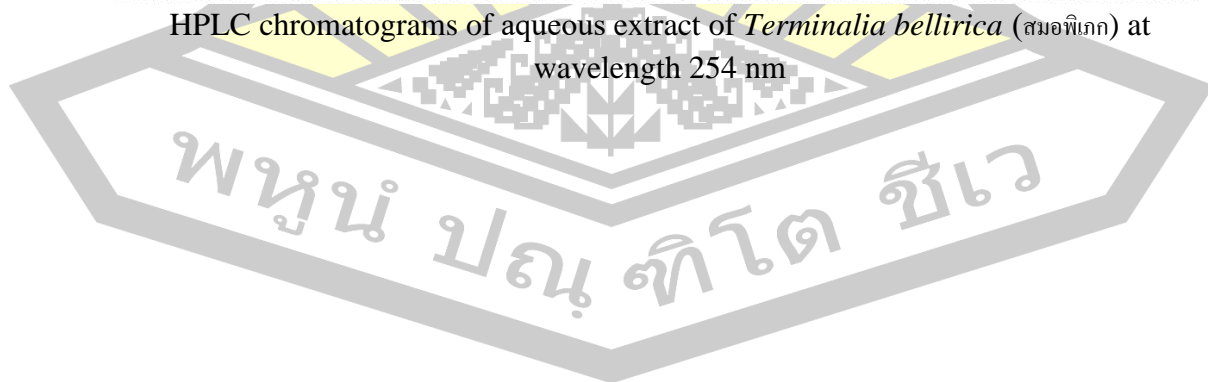 HPLC chromatograms of aqueous extract of Terminalia bellirica (สมอพิเภก) at
wavelength 254 nm
พหูนํ ปณฺฑิโต ชีเว